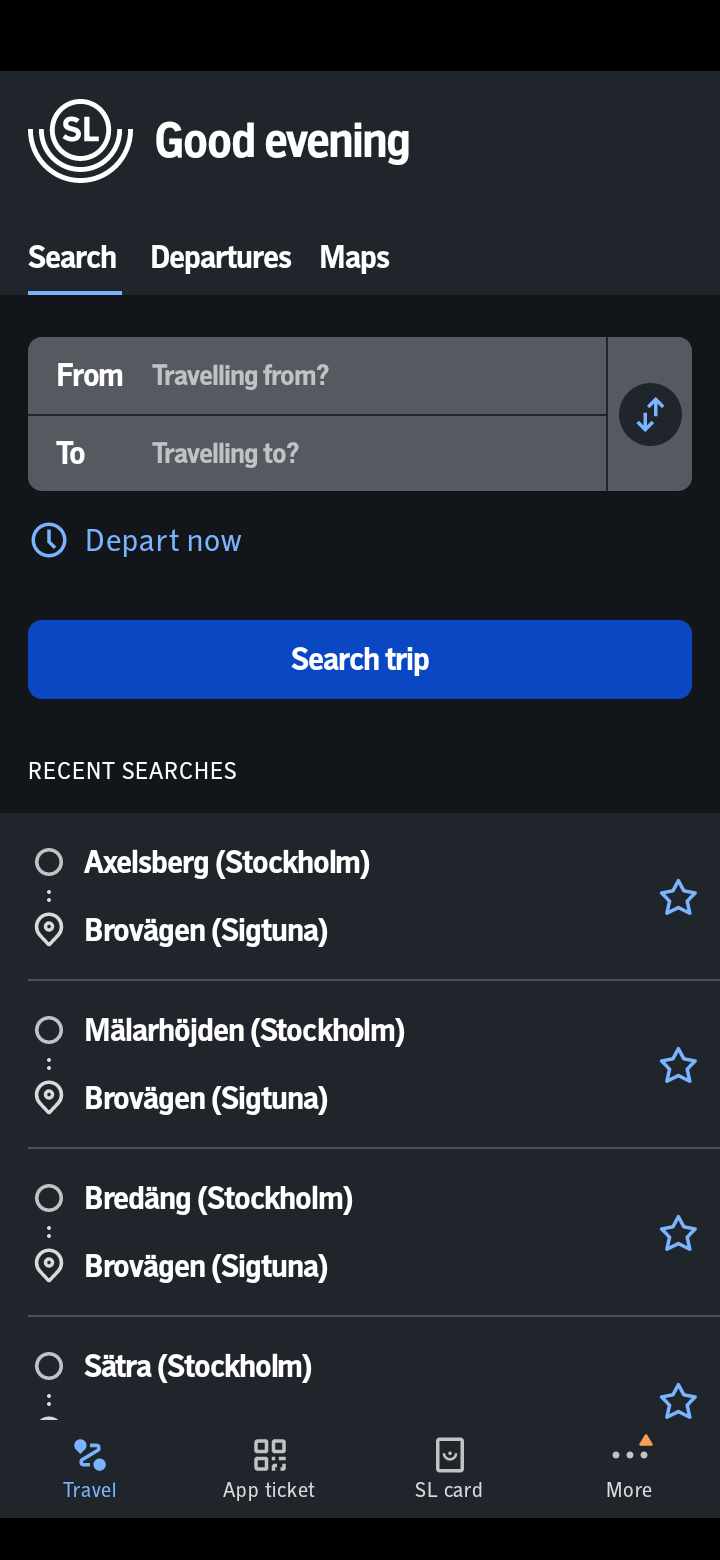 SL
Good evening
Search Departures Maps
From Travelling from?
To Travelling to?
Depart now
Search trip
RECENT SEARCHES
Axelsberg (Stockholm)
Brovägen (Sigtuna)
Mälarhöjden (Stockholm)
Brovägen (Sigtuna)
Bredäng (Stockholm)
Brovägen (Sigtuna)
Sätra (Stockholm)
Travel App ticket SL card More